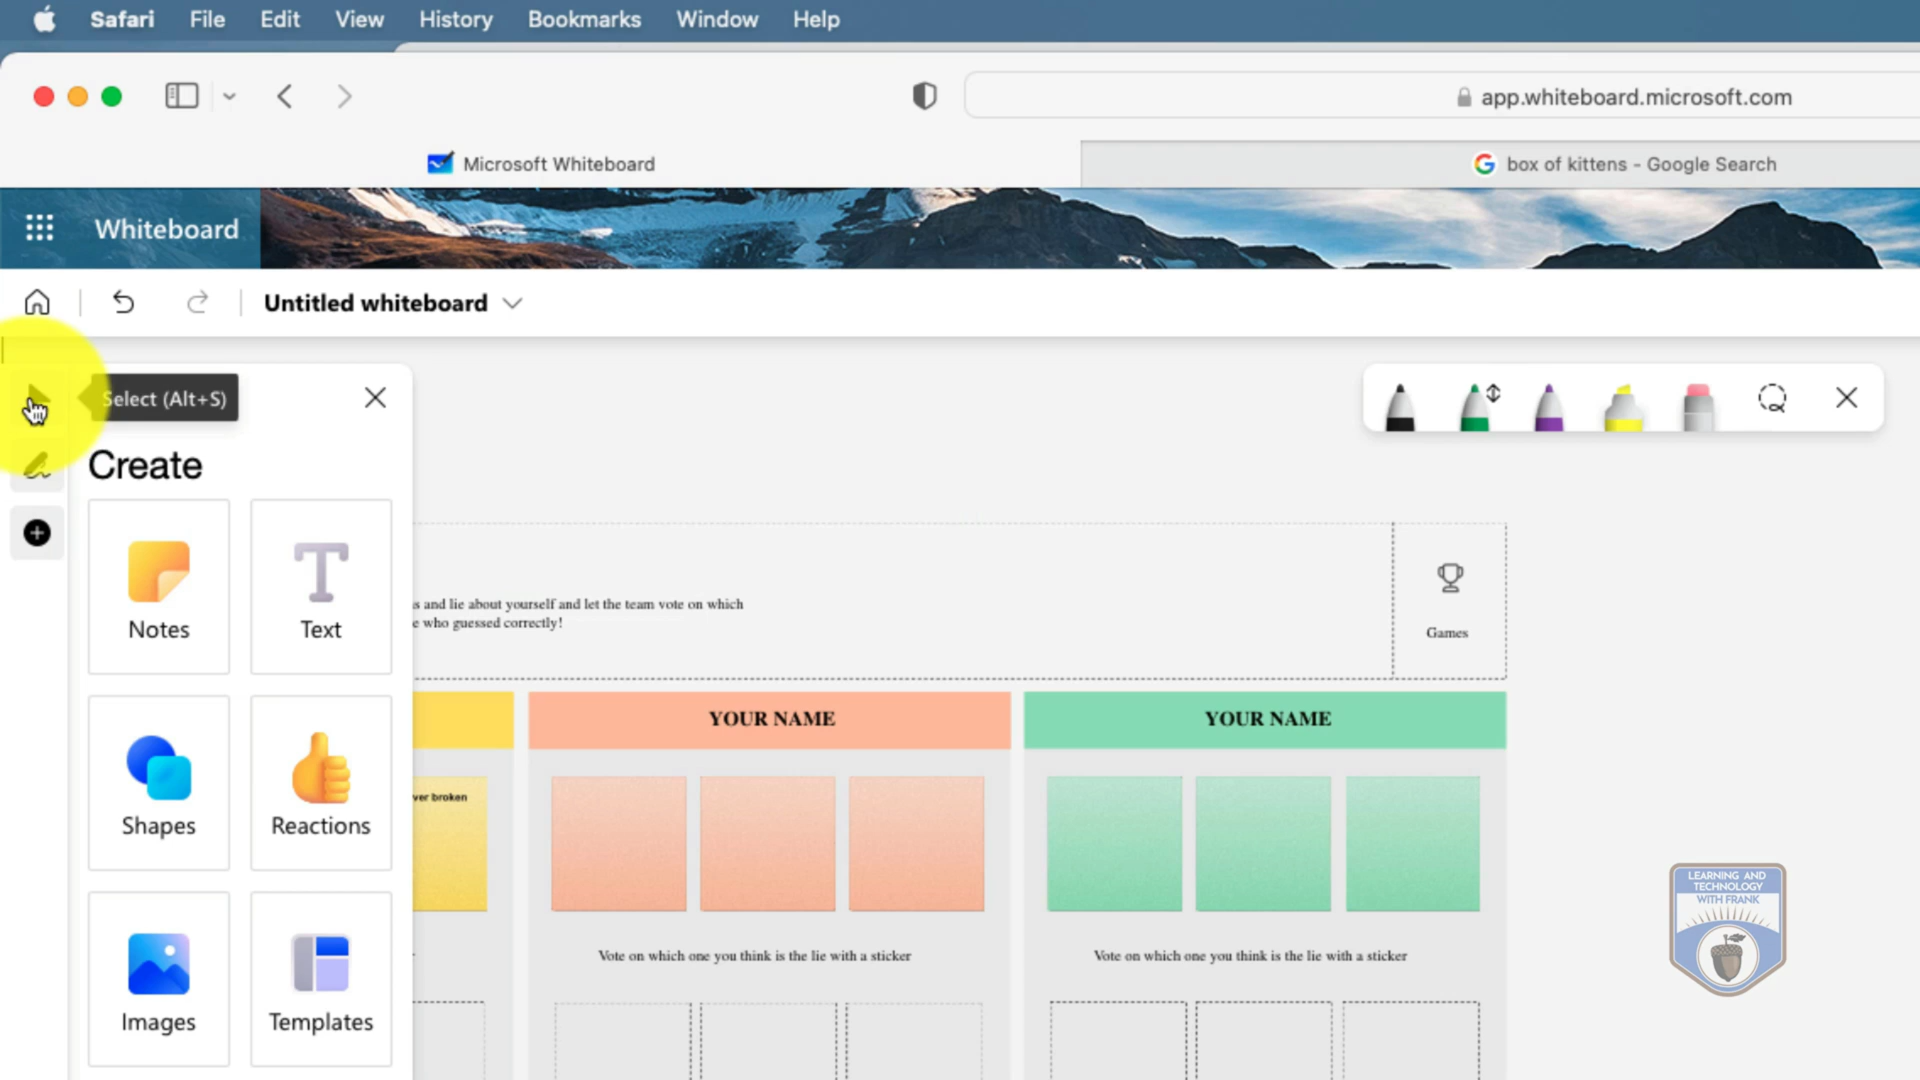 Safari File Edit View History Bookmarks Window Help
app.whiteboard.microsoft.com
Microsoft Whiteboard
box of kittens - Google Search
Whiteboard
Untitled whiteboard
Select (Alt+S)
Create
Notes
Text
Shapes
Reactions
Images
Templates
and lie about yourself and let the team vote on which
who guessed correctly!
Games
YOUR NAME
YOUR NAME
broken
Vote on which one you think is the lie with a sticker
Vote on which one you think is the lie with a sticker
LEARNING AND
TECHNOLOGY
WITH FRANK